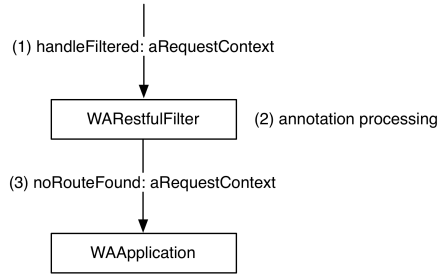 (1) handleFiltered: aRequestContext
WARestfulFilter
(2) annotation processing
(3) noRouteFound: aRequestContext
WAApplication